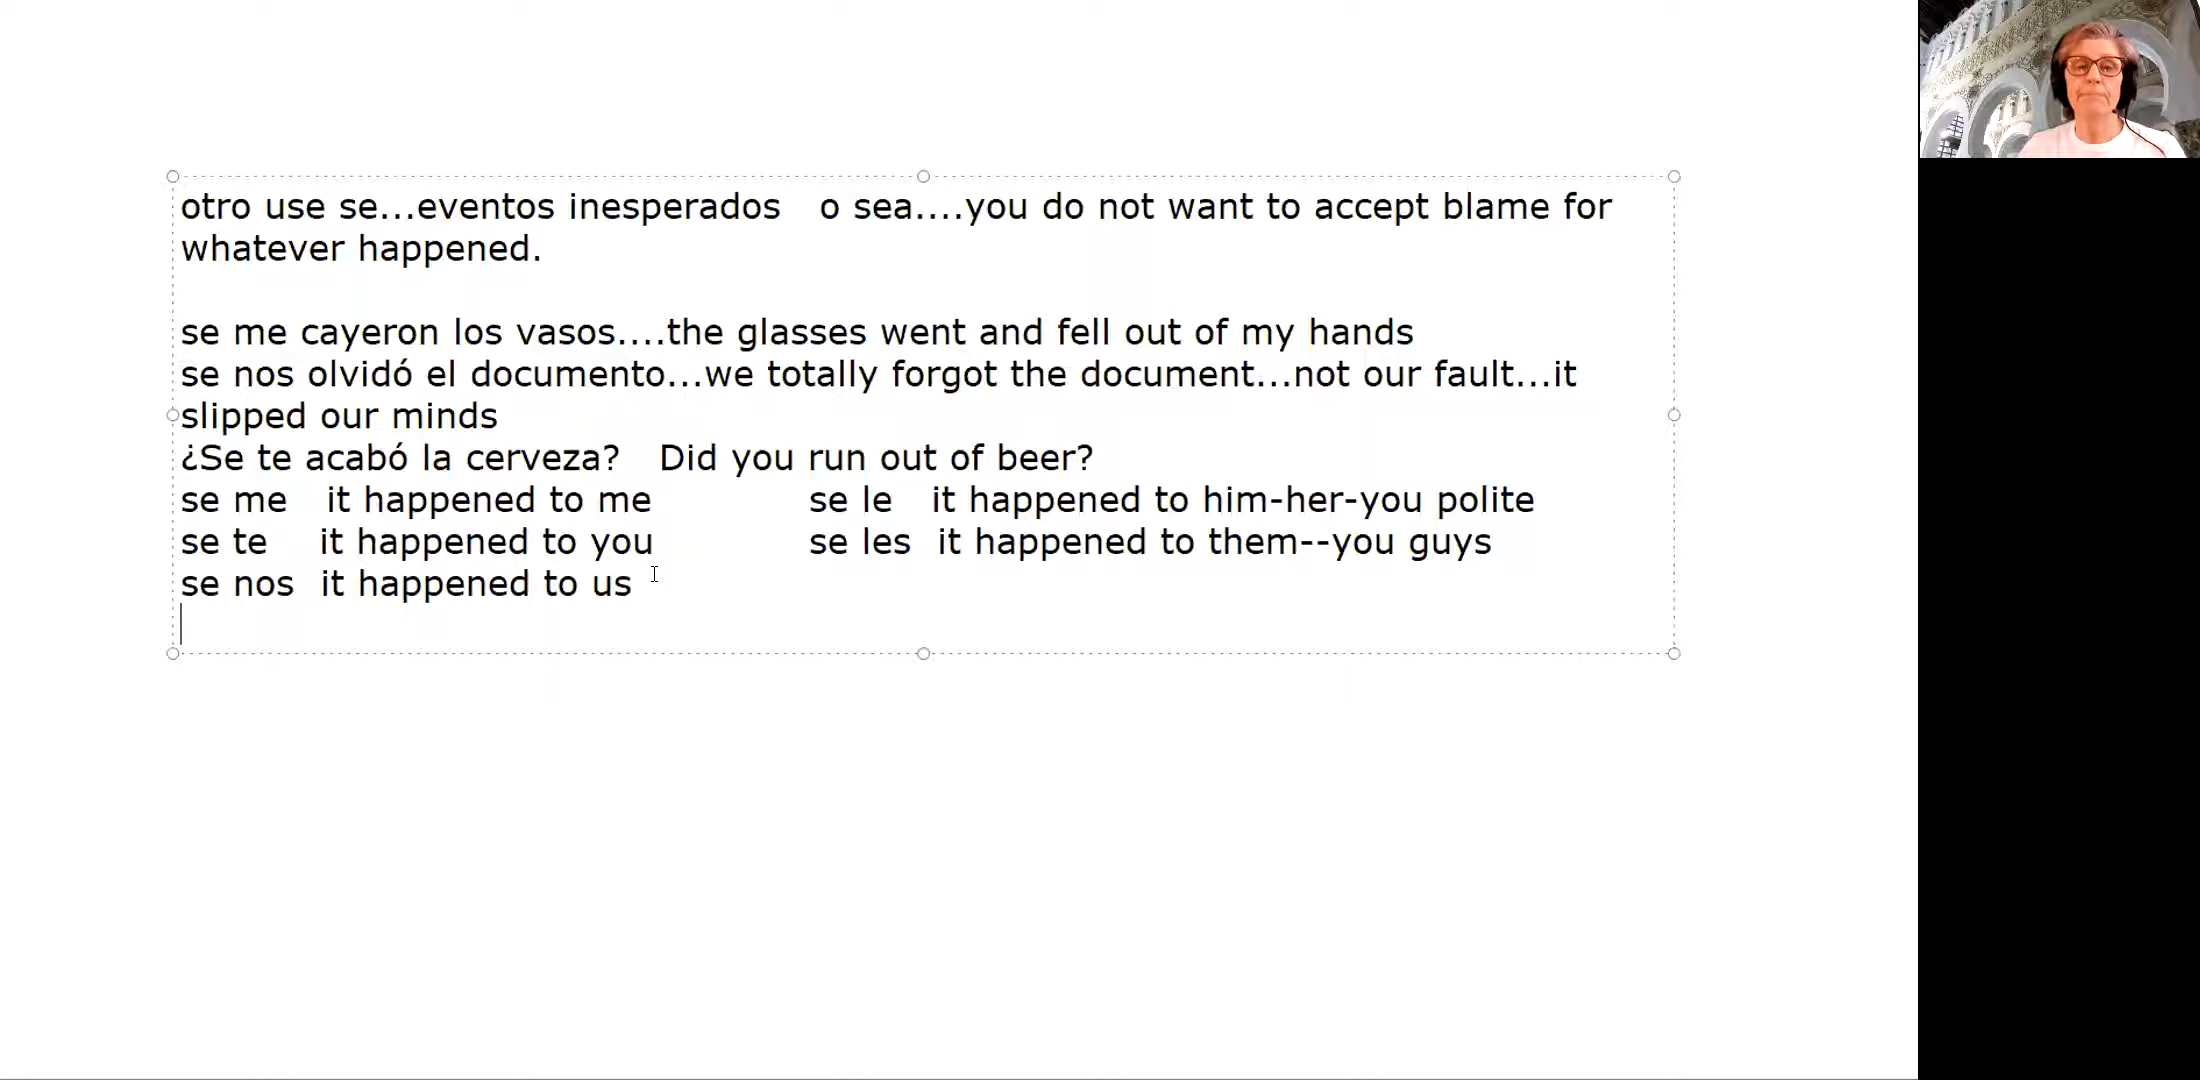 otro use se...eventos inesperados o sea....you do not want to accept blame for
whatever happened.
se me cayeron los vasos....the glasses went and fell out of my hands
se nos olvidó el documento...we totally forgot the document...not our fault...it
slipped our minds
¿Se te acabó la cerveza? Did you run out of beer?
se me it happened to me se le it happened to him-her-you polite
se te it happened to you se les it happened to them--you guys
se nos it happened to us